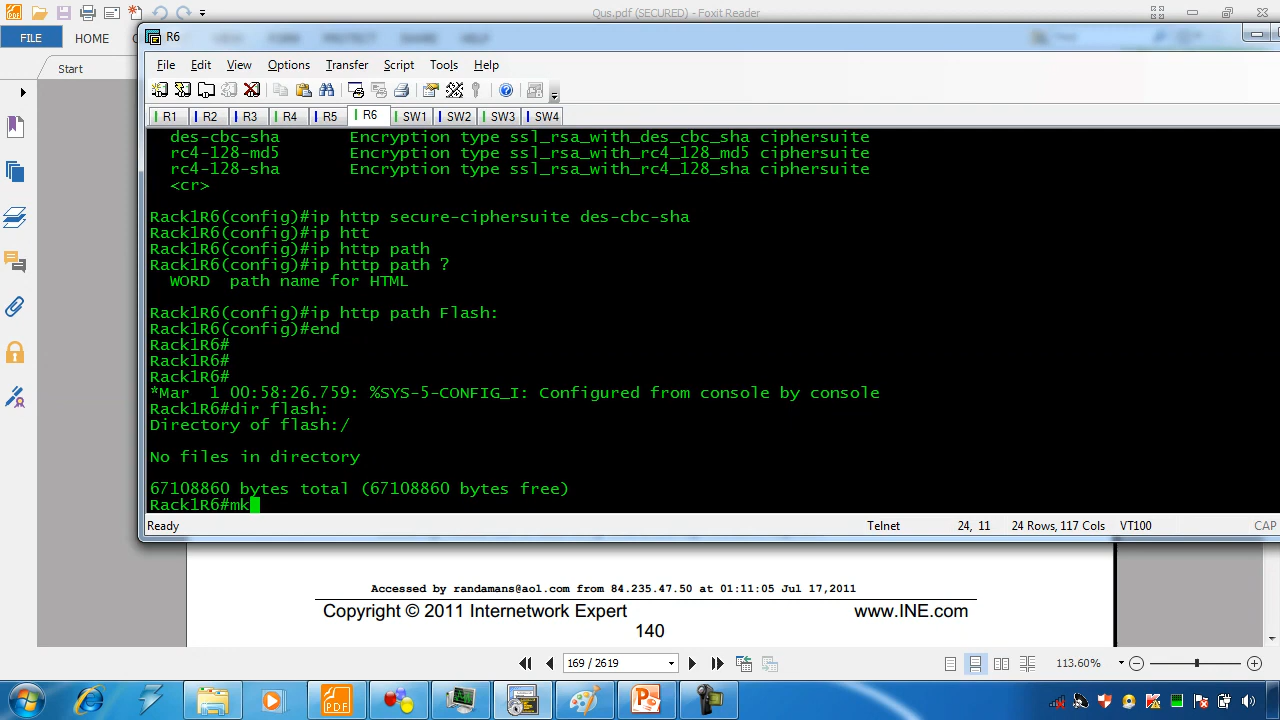 Qus.pdf (SECURED) - Foxit Reader
FILE
HOME
Start
R6
File Edit View Options Transfer Script Tools Help
R1 R2 R3 R4 R5 R6 SW1 SW2 SW3 SW4
des-cbc-sha Encryption type ssl_rsa_with_des_cbc_sha ciphersuite
rc4-128-md5 Encryption type ssl_rsa_with_rc4_128_md5 ciphersuite
rc4-128-sha Encryption type ssl_rsa_with_rc4_128_sha ciphersuite
<cr>
Rack1R6(config)#ip http secure-ciphersuite des-cbc-sha
Rack1R6(config)#ip htt
Rack1R6(config)#ip http path
Rack1R6(config)#ip http path ?
WORD path name for HTML
Rack1R6(config)#ip http path Flash:
Rack1R6(config)#end
Rack1R6#
Rack1R6#
Rack1R6#
*Mar 1 00:58:26.759: %SYS-5-CONFIG_I: Configured from console by console
Rack1R6#dir flash:
Directory of flash:/
No files in directory
67108860 bytes total (67108860 bytes free)
Rack1R6#mk
Ready Telnet 24, 11 24 Rows, 117 Cols VT100 CAP
Accessed by randamans@aol.com from 84.235.47.50 at 01:11:05 Jul 17,2011
Copyright © 2011 Internetwork Expert www.INE.com
140
169 / 2619
113.60%
PDF